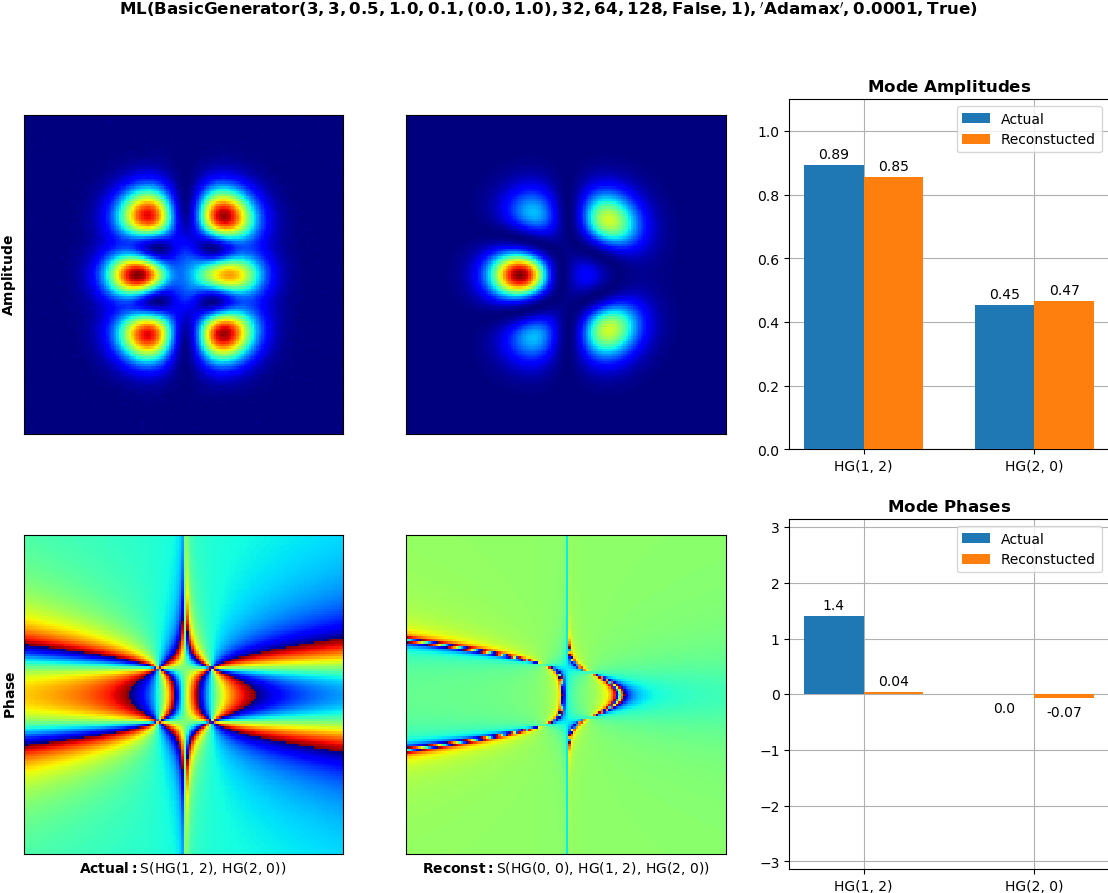 ML(BasicGenerator(3, 3, 0.5, 1.0, 0.1, (0.0, 1.0), 32, 64, 128, False, 1), ′Adamax′, 0.0001, True)
Amplitude
Mode Amplitudes
Actual
Reconstucted
1.0
0.8
0.6
0.4
0.2
0.0
0.89
0.85
0.45
0.47
HG(1, 2)
HG(2, 0)
Phase
Actual: S(HG(1, 2), HG(2, 0))
Reconst: S(HG(0, 0), HG(1, 2), HG(2, 0))
Mode Phases
Actual
Reconstucted
3
2
1
0
−1
−2
−3
1.4
0.04
0.0
-0.07
HG(1, 2)
HG(2, 0)